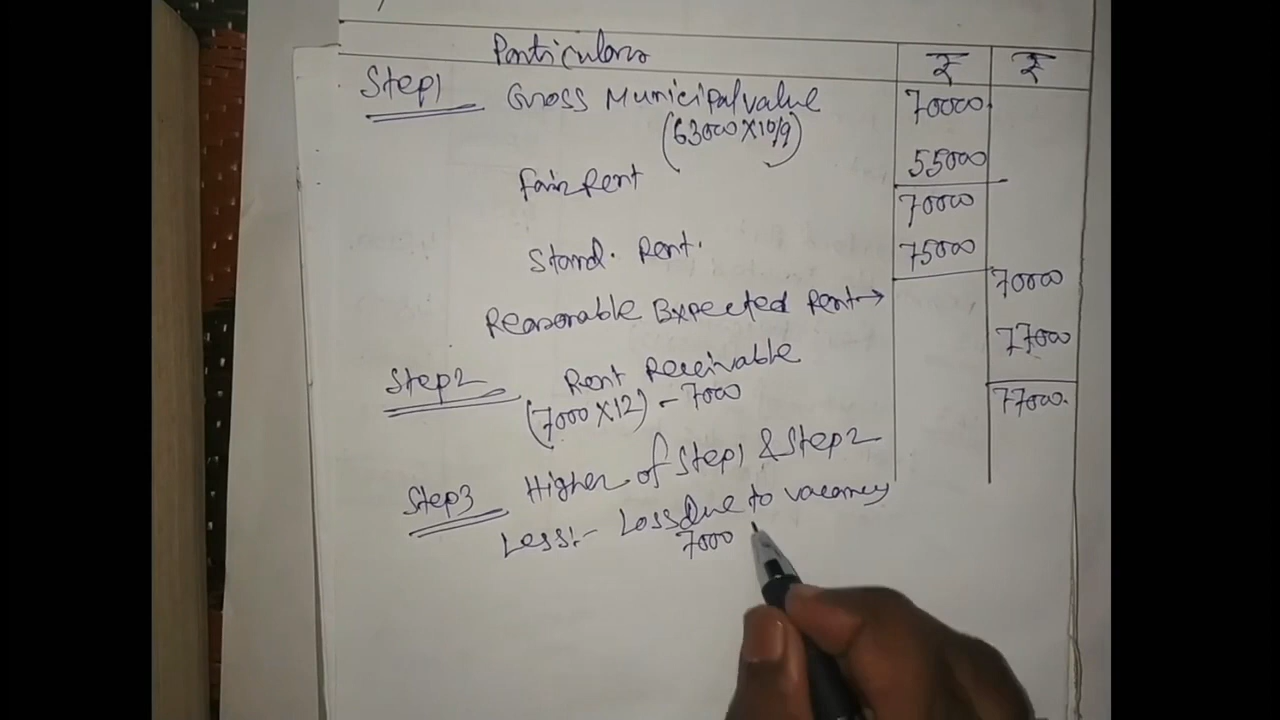 Particulars ₹ ₹
Step1 Gross Municipal value 70000
(63000×10/9)
Fair Rent 55000
70000
Stand. Rent. 75000
Reasonable Expected Rent→ 70000
Step2 Rent Receivable 77000
(7000×12) - 7000
77000.
Step3 Higher of Step1 & Step2
Less:- Loss due to vacancy
7000